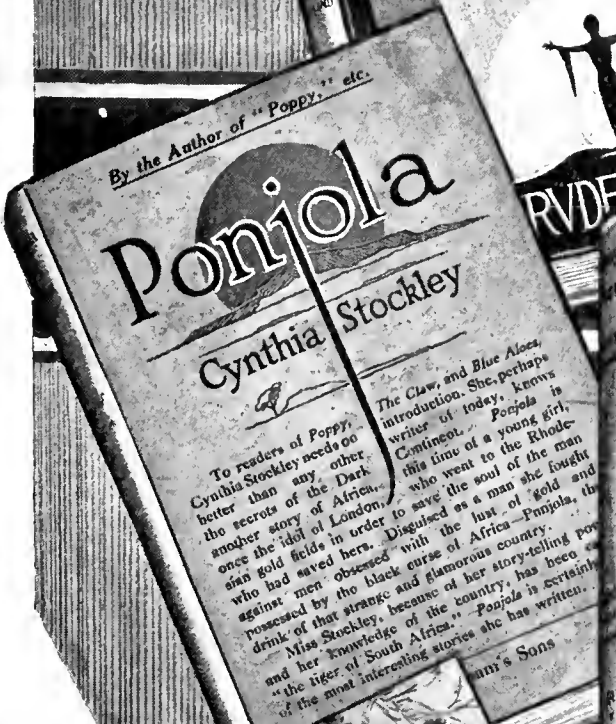 By the Author of "Poppy," etc.
Ponjola
Cynthia Stockley
To readers of Poppy, The Claw, and Blue Aloes,
Cynthia Stockley needs no introduction. She, perhaps
better than any other writer of today, knows
the secrets of the Dark Continent. Ponjola is
another story of Africa, this time of a young girl,
once the idol of London, who went to the Rhode-
sian gold fields in order to save the soul of the man
who had saved hers. Disguised as a man she fought
against men obsessed with the lust of gold and
possessed by the black curse of Africa—Ponjola, the
drink of that strange and glamorous country.
Miss Stockley, because of her story-telling
and her knowledge of the country, has been
"the tiger of South Africa." Ponjola is certainly
of the most interesting stories she has written.
Sons
RVDE